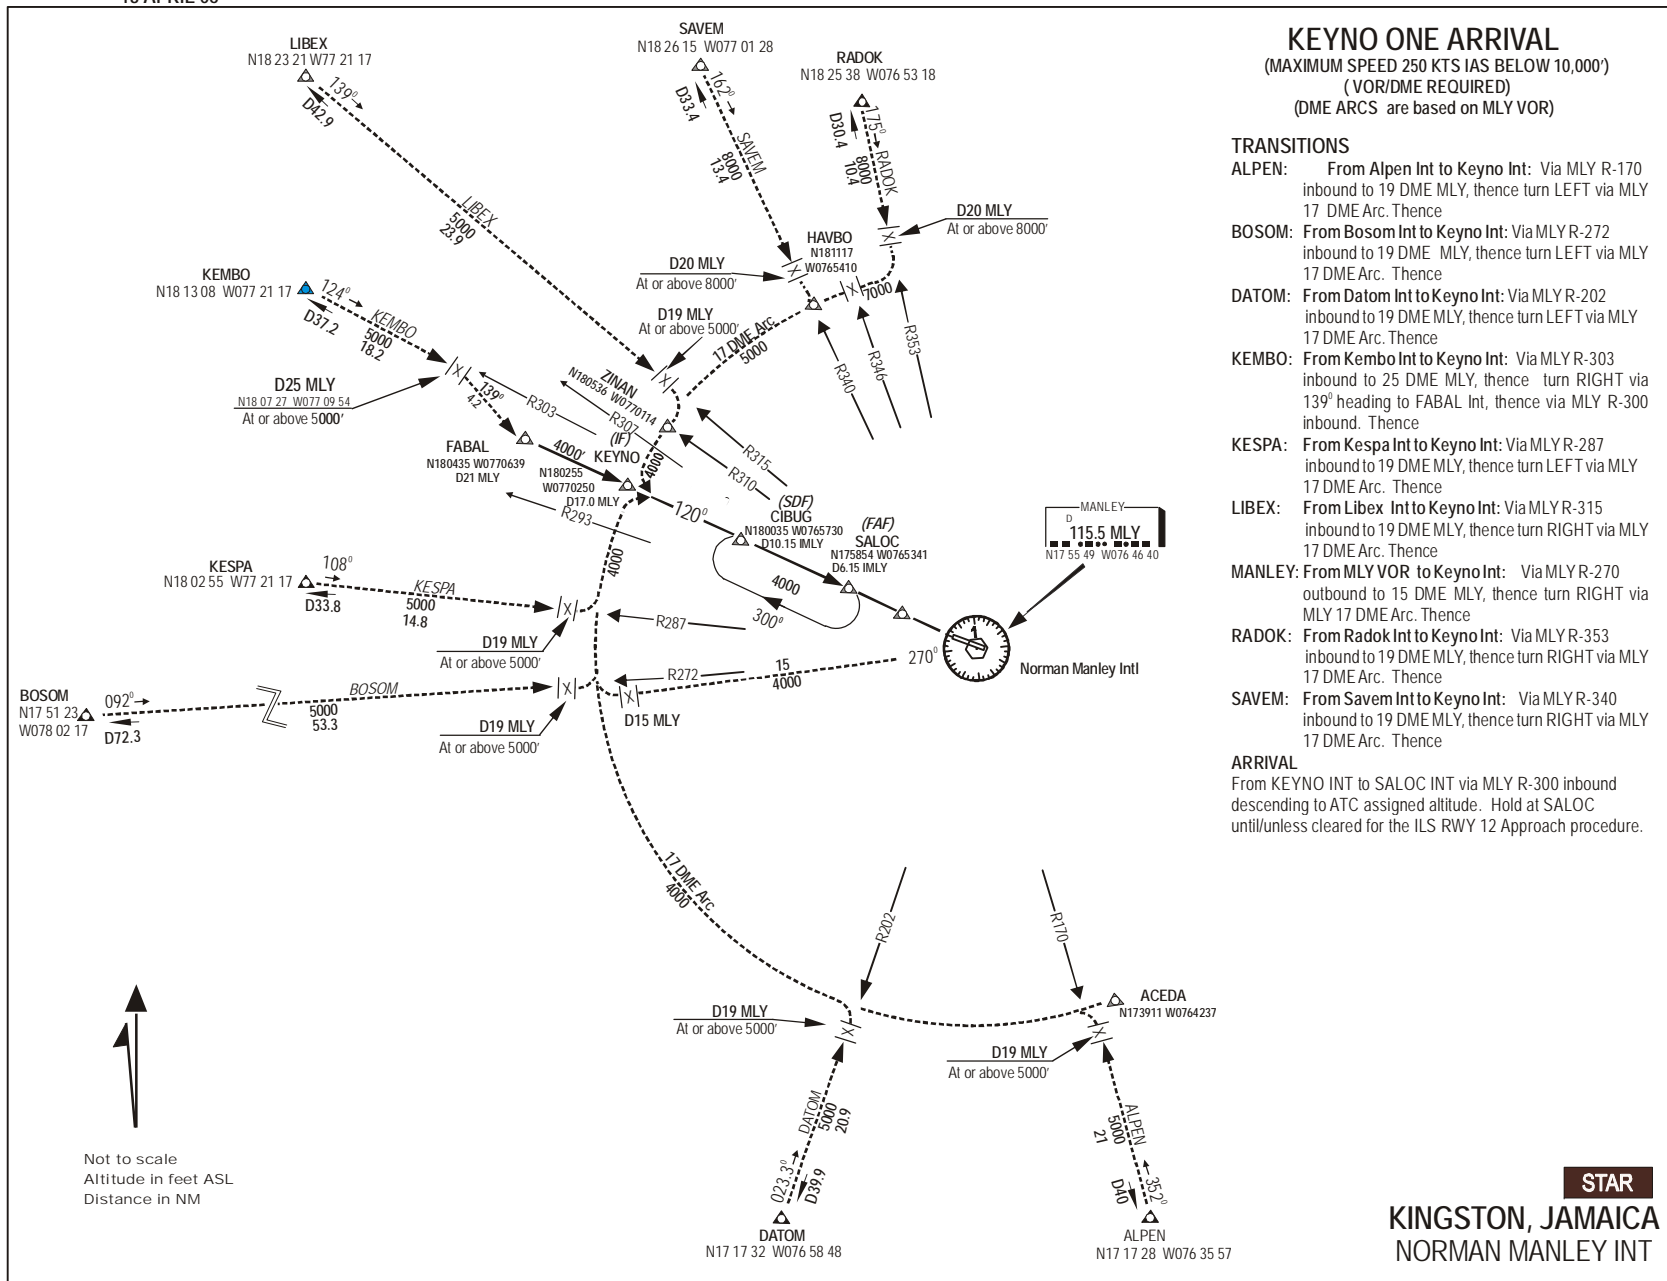 LIBEX
N18 23 21 W77 21 17
139⁰
D42.9
LIBEX
5000
23.9
SAVEM
N18 26 15 W077 01 28
162⁰
D33.4
SAVEM
8000
13.4
RADOK
N18 25 38 W076 53 18
175⁰
D30.4
RADOK
8000
10.4
D20 MLY
At or above 8000'
HAVBO
N181117
W0765410
D20 MLY
At or above 8000'
7000
D19 MLY
At or above 5000'
17 DME Arc
5000
R340
R346
R353
KEMBO
N18 13 08 W077 21 17
124⁰
D37.2
KEMBO
5000
18.2
D25 MLY
N18 07 27 W077 09 54
At or above 5000'
139⁰
4.2
R303
R307
ZINAN
N180536 W0770114
R315
R310
FABAL
N180435 W0770639
D21 MLY
4000'
(IF)
KEYNO
N180255
W0770250
D17.0 MLY
4000
R293
120⁰
(SDF)
CIBUG
N180035 W0765730
D10.15 IMLY
(FAF)
SALOC
N175854 W0765341
D6.15 IMLY
4000
300⁰
MANLEY
D
115.5 MLY
N17 55 49 W076 46 40
Norman Manley Intl
KESPA
N18 02 55 W77 21 17
108⁰
D33.8
KESPA
5000
14.8
4000
D19 MLY
At or above 5000'
R287
R272
15
4000
270⁰
D15 MLY
BOSOM
N17 51 23
W078 02 17
092⁰
D72.3
BOSOM
5000
53.3
D19 MLY
At or above 5000'
17 DME Arc
4000
R202
R170
ACEDA
N173911 W0764237
D19 MLY
At or above 5000'
D19 MLY
At or above 5000'
DATOM
5000
20.9
023.3⁰
D39.9
DATOM
N17 17 32 W076 58 48
ALPEN
5000
21
352⁰
D40
ALPEN
N17 17 28 W076 35 57
Not to scale
Altitude in feet ASL
Distance in NM
KEYNO ONE ARRIVAL
(MAXIMUM SPEED 250 KTS IAS BELOW 10,000')
( VOR/DME REQUIRED)
(DME ARCS are based on MLY VOR)
TRANSITIONS
ALPEN: From Alpen Int to Keyno Int: Via MLY R-170
inbound to 19 DME MLY, thence turn LEFT via MLY
17 DME Arc. Thence
BOSOM: From Bosom Int to Keyno Int: Via MLY R-272
inbound to 19 DME MLY, thence turn LEFT via MLY
17 DME Arc. Thence
DATOM: From Datom Int to Keyno Int: Via MLY R-202
inbound to 19 DME MLY, thence turn LEFT via MLY
17 DME Arc. Thence
KEMBO: From Kembo Int to Keyno Int: Via MLY R-303
inbound to 25 DME MLY, thence turn RIGHT via
139⁰ heading to FABAL Int, thence via MLY R-300
inbound. Thence
KESPA: From Kespa Int to Keyno Int: Via MLY R-287
inbound to 19 DME MLY, thence turn LEFT via MLY
17 DME Arc. Thence
LIBEX: From Libex Int to Keyno Int: Via MLY R-315
inbound to 19 DME MLY, thence turn RIGHT via MLY
17 DME Arc. Thence
MANLEY: From MLY VOR to Keyno Int: Via MLY R-270
outbound to 15 DME MLY, thence turn RIGHT via
MLY 17 DME Arc. Thence
RADOK: From Radok Int to Keyno Int: Via MLY R-353
inbound to 19 DME MLY, thence turn RIGHT via MLY
17 DME Arc. Thence
SAVEM: From Savem Int to Keyno Int: Via MLY R-340
inbound to 19 DME MLY, thence turn RIGHT via MLY
17 DME Arc. Thence
ARRIVAL
From KEYNO INT to SALOC INT via MLY R-300 inbound
descending to ATC assigned altitude. Hold at SALOC
until/unless cleared for the ILS RWY 12 Approach procedure.
STAR
KINGSTON, JAMAICA
NORMAN MANLEY INT